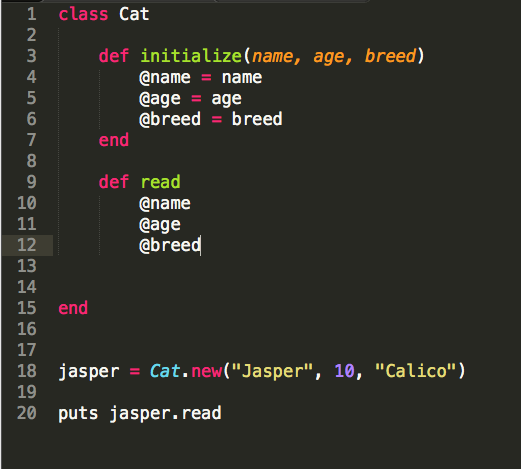 1 class Cat
2
3     def initialize(name, age, breed)
4         @name = name
5         @age = age
6         @breed = breed
7     end
8
9     def read
10         @name
11         @age
12         @breed
13
14
15 end
16
17
18 jasper = Cat.new("Jasper", 10, "Calico")
19
20 puts jasper.read